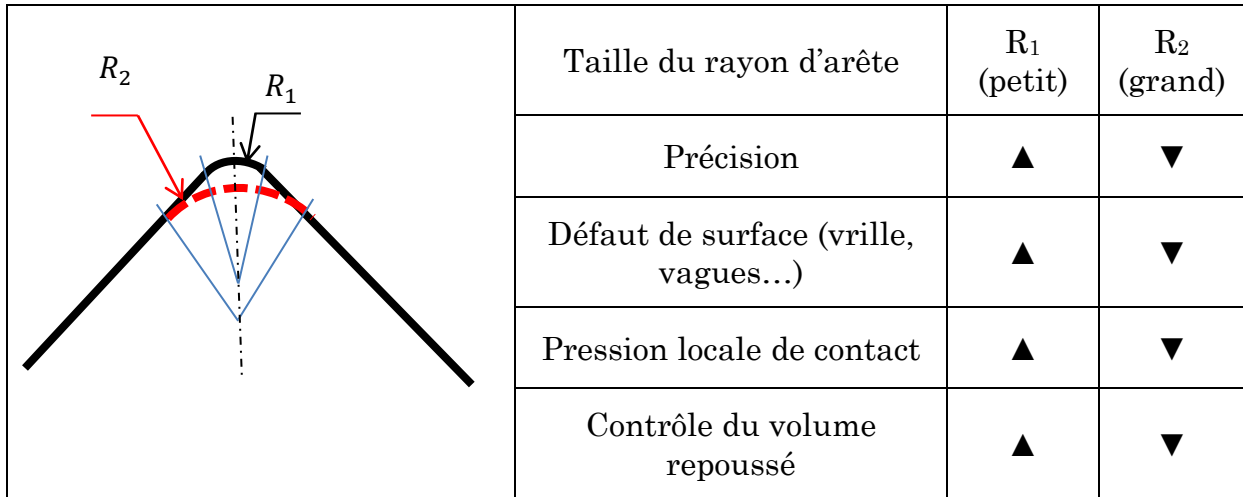 R₂
R₁
Taille du rayon d'arête
R₁
(petit)
R₂
(grand)
Précision
▲
▼
Défaut de surface (vrille,
vagues…)
▲
▼
Pression locale de contact
▲
▼
Contrôle du volume
repoussé
▲
▼